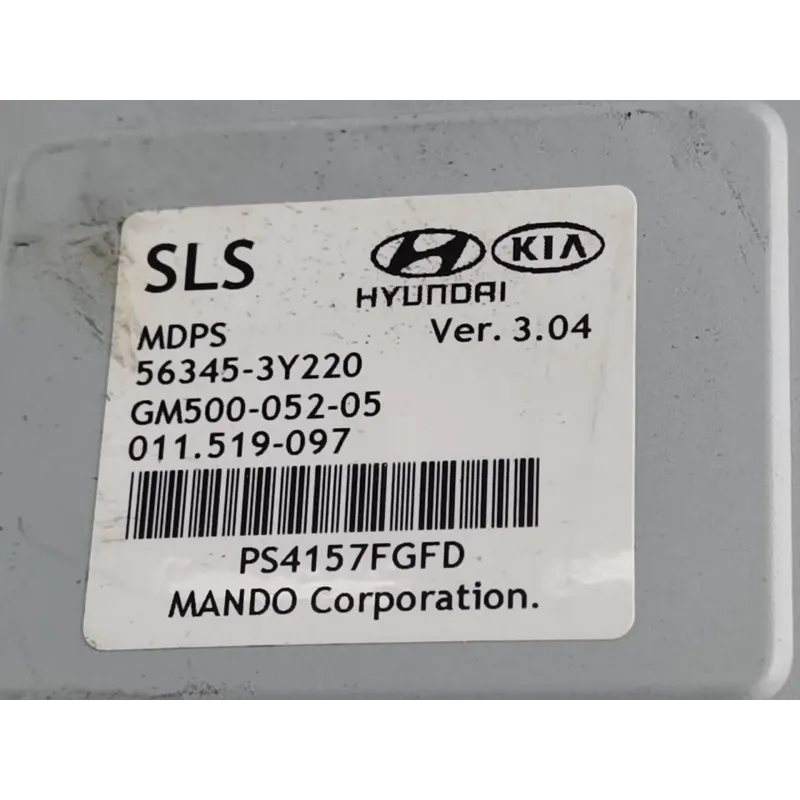 SLS
HYUNDAI
KIA
MDPS
Ver. 3.04
56345-3Y220
GM500-052-05
011.519-097
PS4157FGFD
MANDO Corporation.